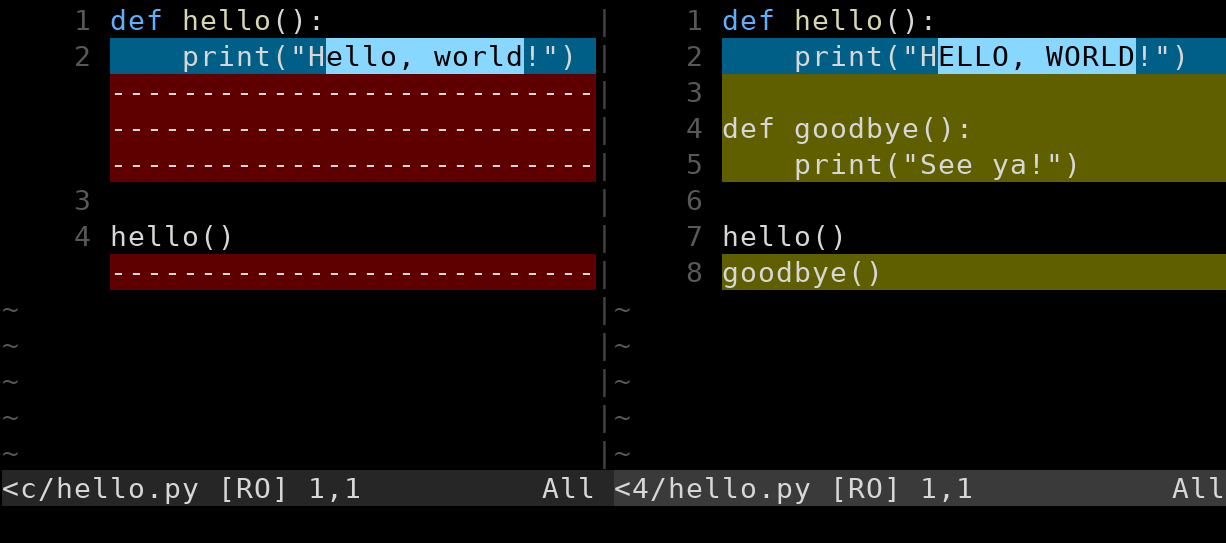 1 def hello():
2     print("Hello, world!")
---------------------------
---------------------------
---------------------------
3
4 hello()
---------------------------
~
~
~
~
~
<c/hello.py [RO] 1,1          All
1 def hello():
2     print("HELLO, WORLD!")
3
4 def goodbye():
5     print("See ya!")
6
7 hello()
8 goodbye()
~
~
~
~
~
<4/hello.py [RO] 1,1           All